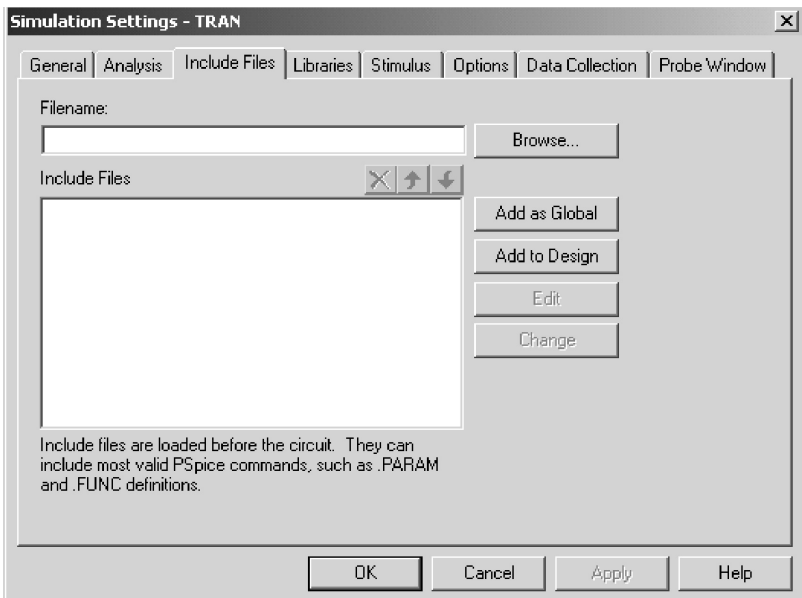 Simulation Settings - TRAN
General Analysis Include Files Libraries Stimulus Options Data Collection Probe Window
Filename:
Browse...
Include Files
Add as Global
Add to Design
Edit
Change
Include files are loaded before the circuit. They can
include most valid PSpice commands, such as .PARAM
and .FUNC definitions.
OK Cancel Apply Help